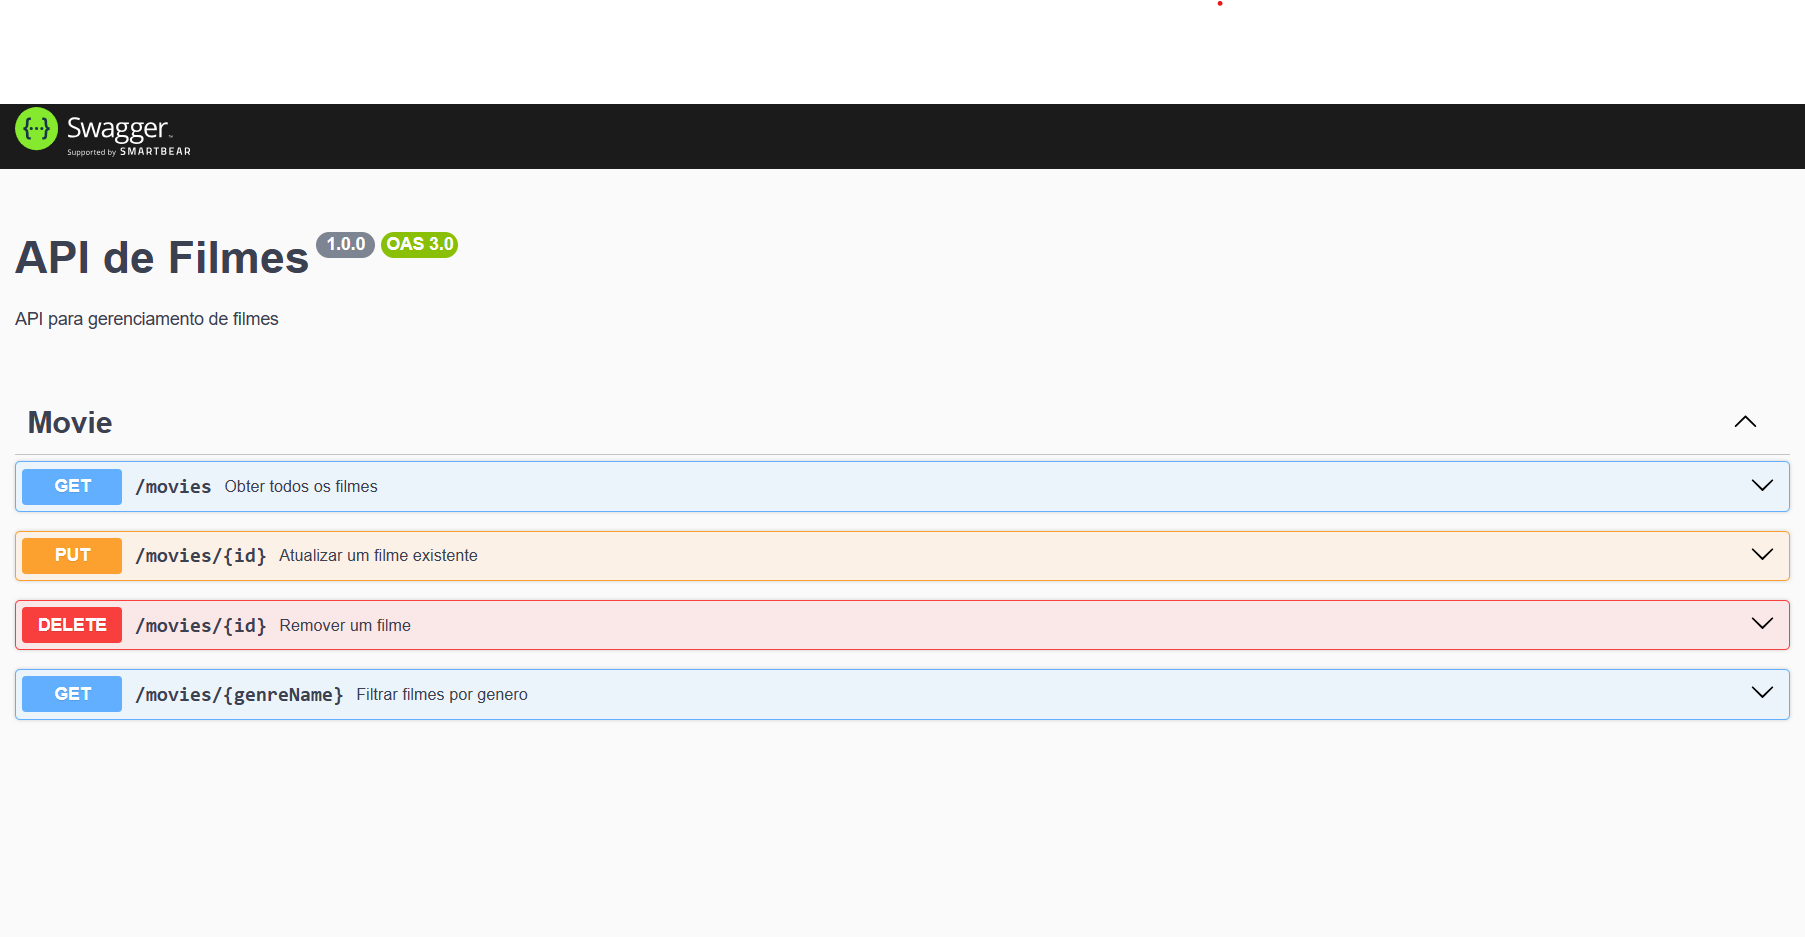 Swagger™
Supported by SMARTBEAR
API de Filmes 1.0.0 OAS 3.0
API para gerenciamento de filmes
Movie
GET /movies Obter todos os filmes
PUT /movies/{id} Atualizar um filme existente
DELETE /movies/{id} Remover um filme
GET /movies/{genreName} Filtrar filmes por genero